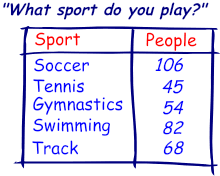 "What sport do you play?"
Sport People
Soccer 106
Tennis 45
Gymnastics 54
Swimming 82
Track 68